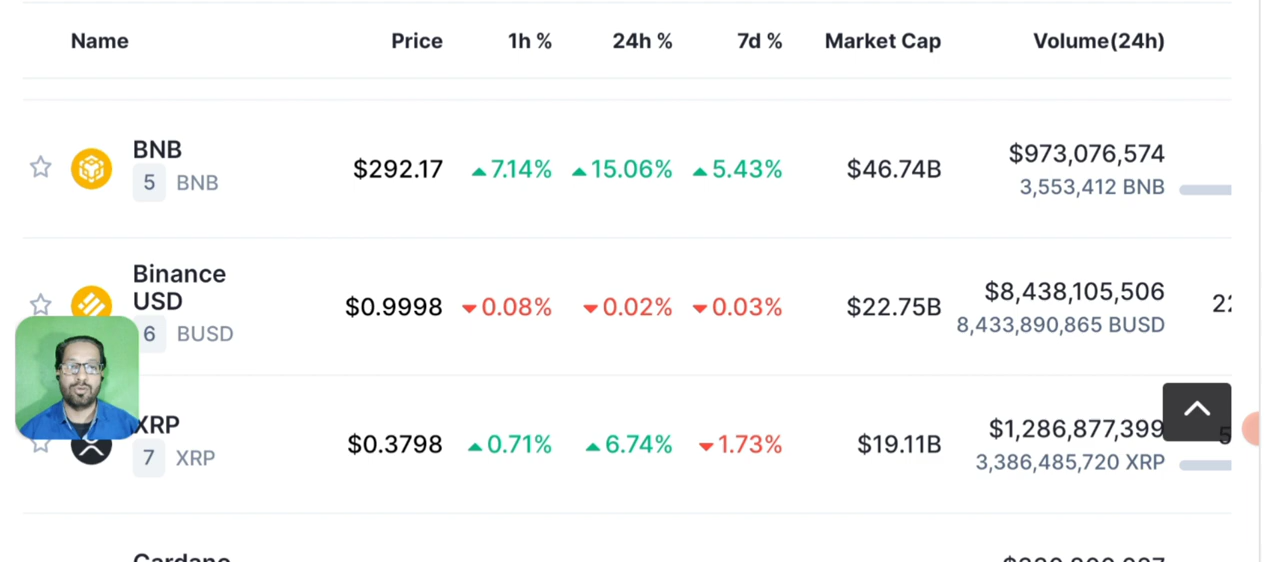 Name Price 1h % 24h % 7d % Market Cap Volume(24h)
BNB
5 BNB
$292.17 7.14% 15.06% 5.43% $46.74B
$973,076,574
3,553,412 BNB
Binance
USD
6 BUSD
$0.9998 0.08% 0.02% 0.03% $22.75B
$8,438,105,506
8,433,890,865 BUSD
XRP
7 XRP
$0.3798 0.71% 6.74% 1.73% $19.11B
$1,286,877,399
3,386,485,720 XRP
Cardano